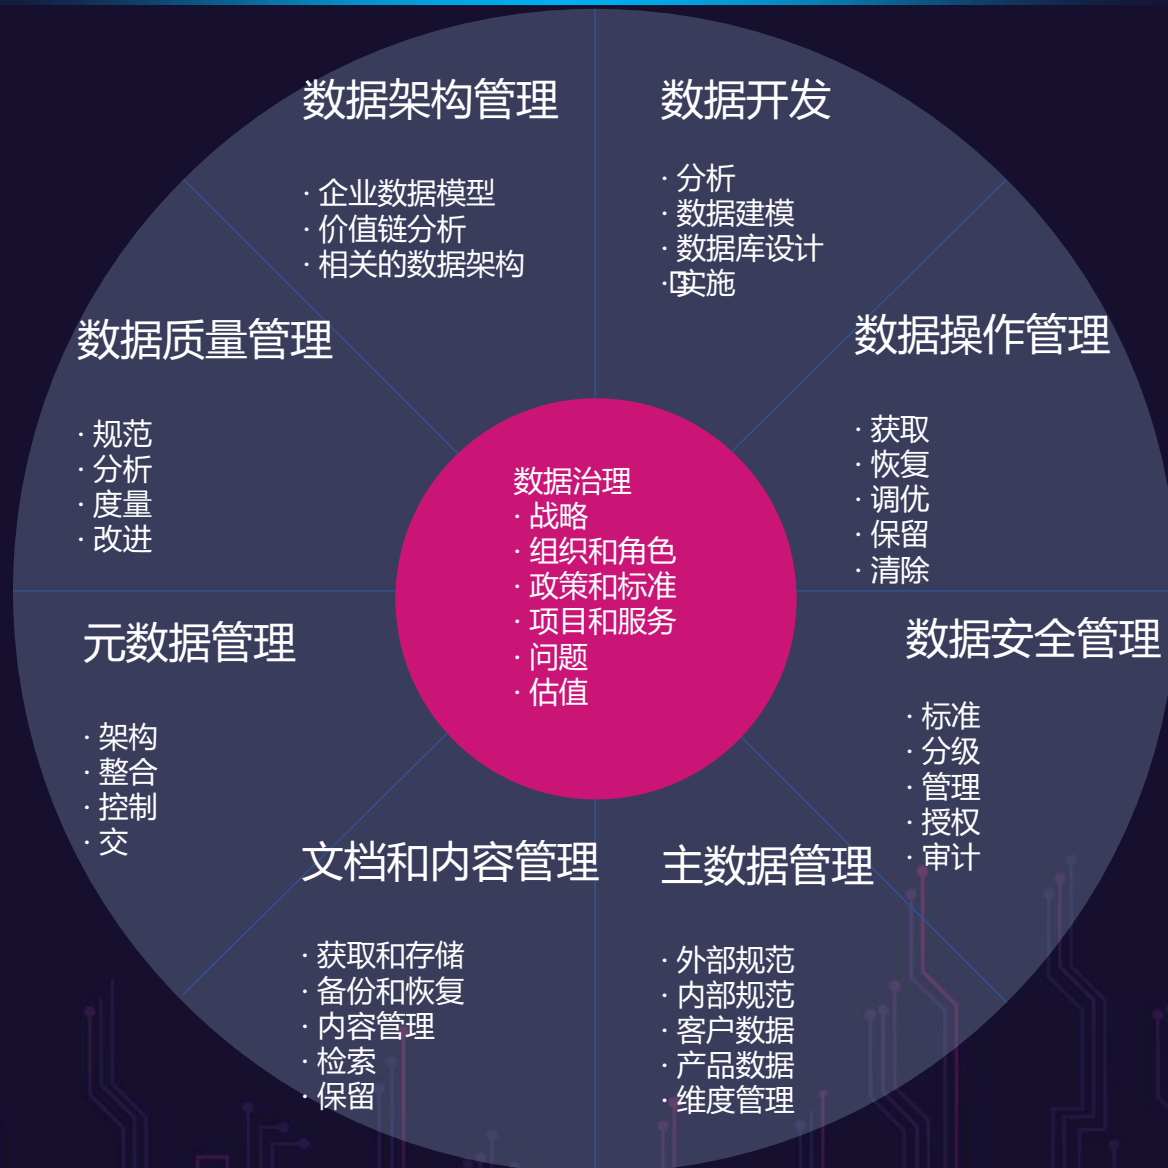 数据架构管理
· 企业数据模型
· 价值链分析
· 相关的数据架构
数据开发
· 分析
· 数据建模
· 数据库设计
· 实施
数据操作管理
· 获取
· 恢复
· 调优
· 保留
· 清除
数据安全管理
· 标准
· 分级
· 管理
· 授权
· 审计
主数据管理
· 外部规范
· 内部规范
· 客户数据
· 产品数据
· 维度管理
文档和内容管理
· 获取和存储
· 备份和恢复
· 内容管理
· 检索
· 保留
元数据管理
· 架构
· 整合
· 控制
· 交
数据质量管理
· 规范
· 分析
· 度量
· 改进
数据治理
· 战略
· 组织和角色
· 政策和标准
· 项目和服务
· 问题
· 估值